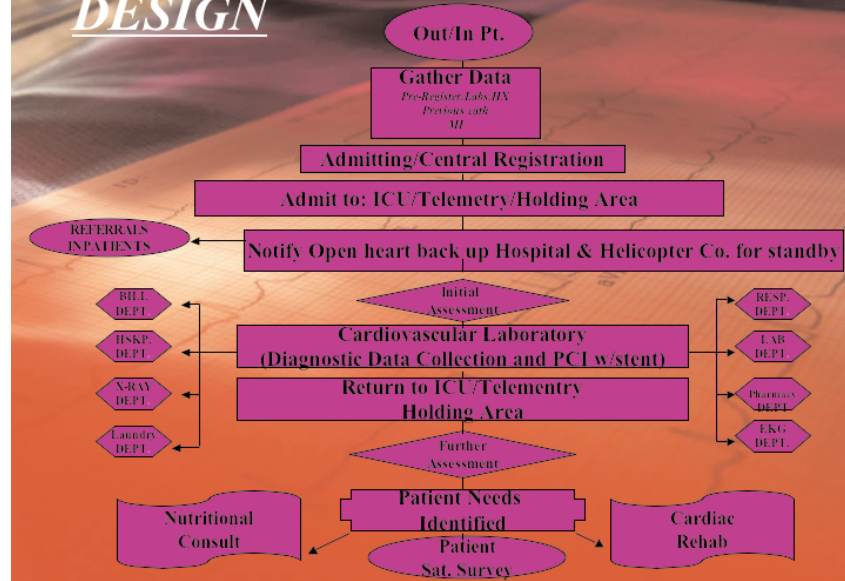 DESIGN
Out/In Pt.
Gather Data
Pre-Register.Labs.HX
Previous cath
MI
Admitting/Central Registration
Admit to: ICU/Telemetry/Holding Area
REFERRALS
INPATIENTS
Notify Open heart back up Hospital & Helicopter Co. for standby
Initial
Assessment
BILL
DEPT.
RESP.
DEPT.
HSKP.
DEPT.
Cardiovascular Laboratory
(Diagnostic Data Collection and PCI w/stent)
LAB
DEPT.
X-RAY
DEPT.
Return to ICU/Telementry
Holding Area
Pharmacy
DEPT
Laundry
DEPT.
EKG
DEPT.
Further
Assessment
Patient Needs
Identified
Nutritional
Consult
Cardiac
Rehab
Patient
Sat. Survey